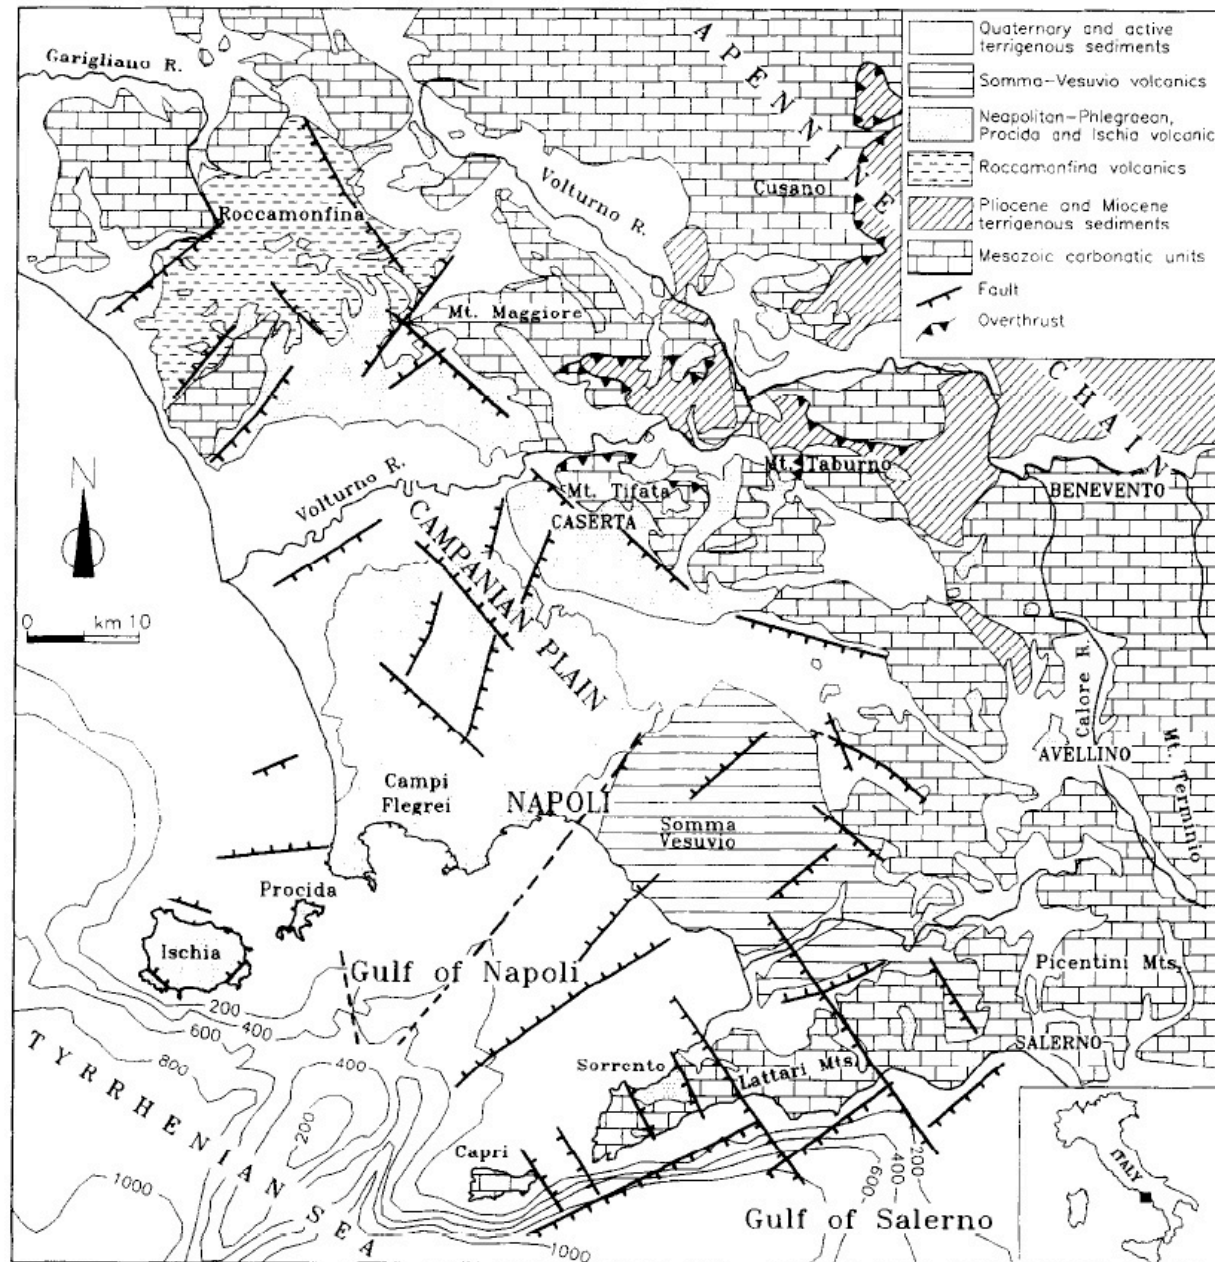 Garigliano R.
APENNINE
Quaternary and active
terrigenous sediments
Somma-Vesuvio volcanics
Neapolitan-Phlegraean,
Procida and Ischia volcanic
Roccamonfina volcanics
Pliocene and Miocene
terrigenous sediments
Mesozoic carbonatic units
Fault
Overthrust
Cusano
Volturno R.
Roccamonfina
Mt. Maggiore
CHAIN
Mt. Taburno
BENEVENTO
Volturno R.
Mt. Tifata
CASERTA
N
CAMPANIAN PLAIN
0 km 10
Calore R.
AVELLINO
Mt. Terminio
Campi
Flegrei
NAPOLI
Somma
Vesuvio
Procida
Ischia
Gulf of Napoli
Picentini Mts.
200
400
600
800
400
200
1000
TYRRHENIAN SEA
SALERNO
Sorrento
Lattari Mts.
Capri
200
400
600
1000
Gulf of Salerno
ITALY